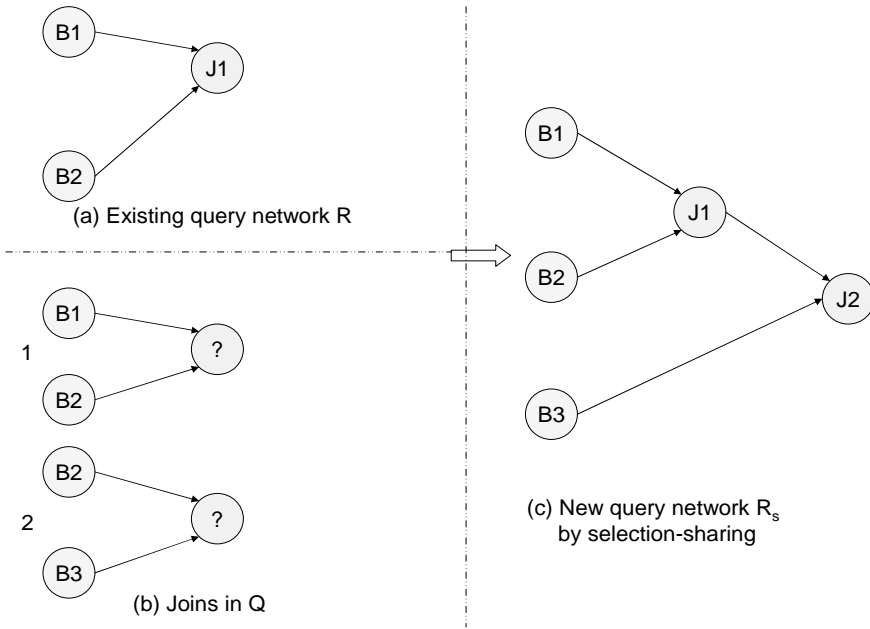 B1
J1
B2
(a) Existing query network R
B1
1
?
B2
B2
2
?
B3
(b) Joins in Q
B1
J1
B2
J2
B3
(c) New query network Rs
by selection-sharing